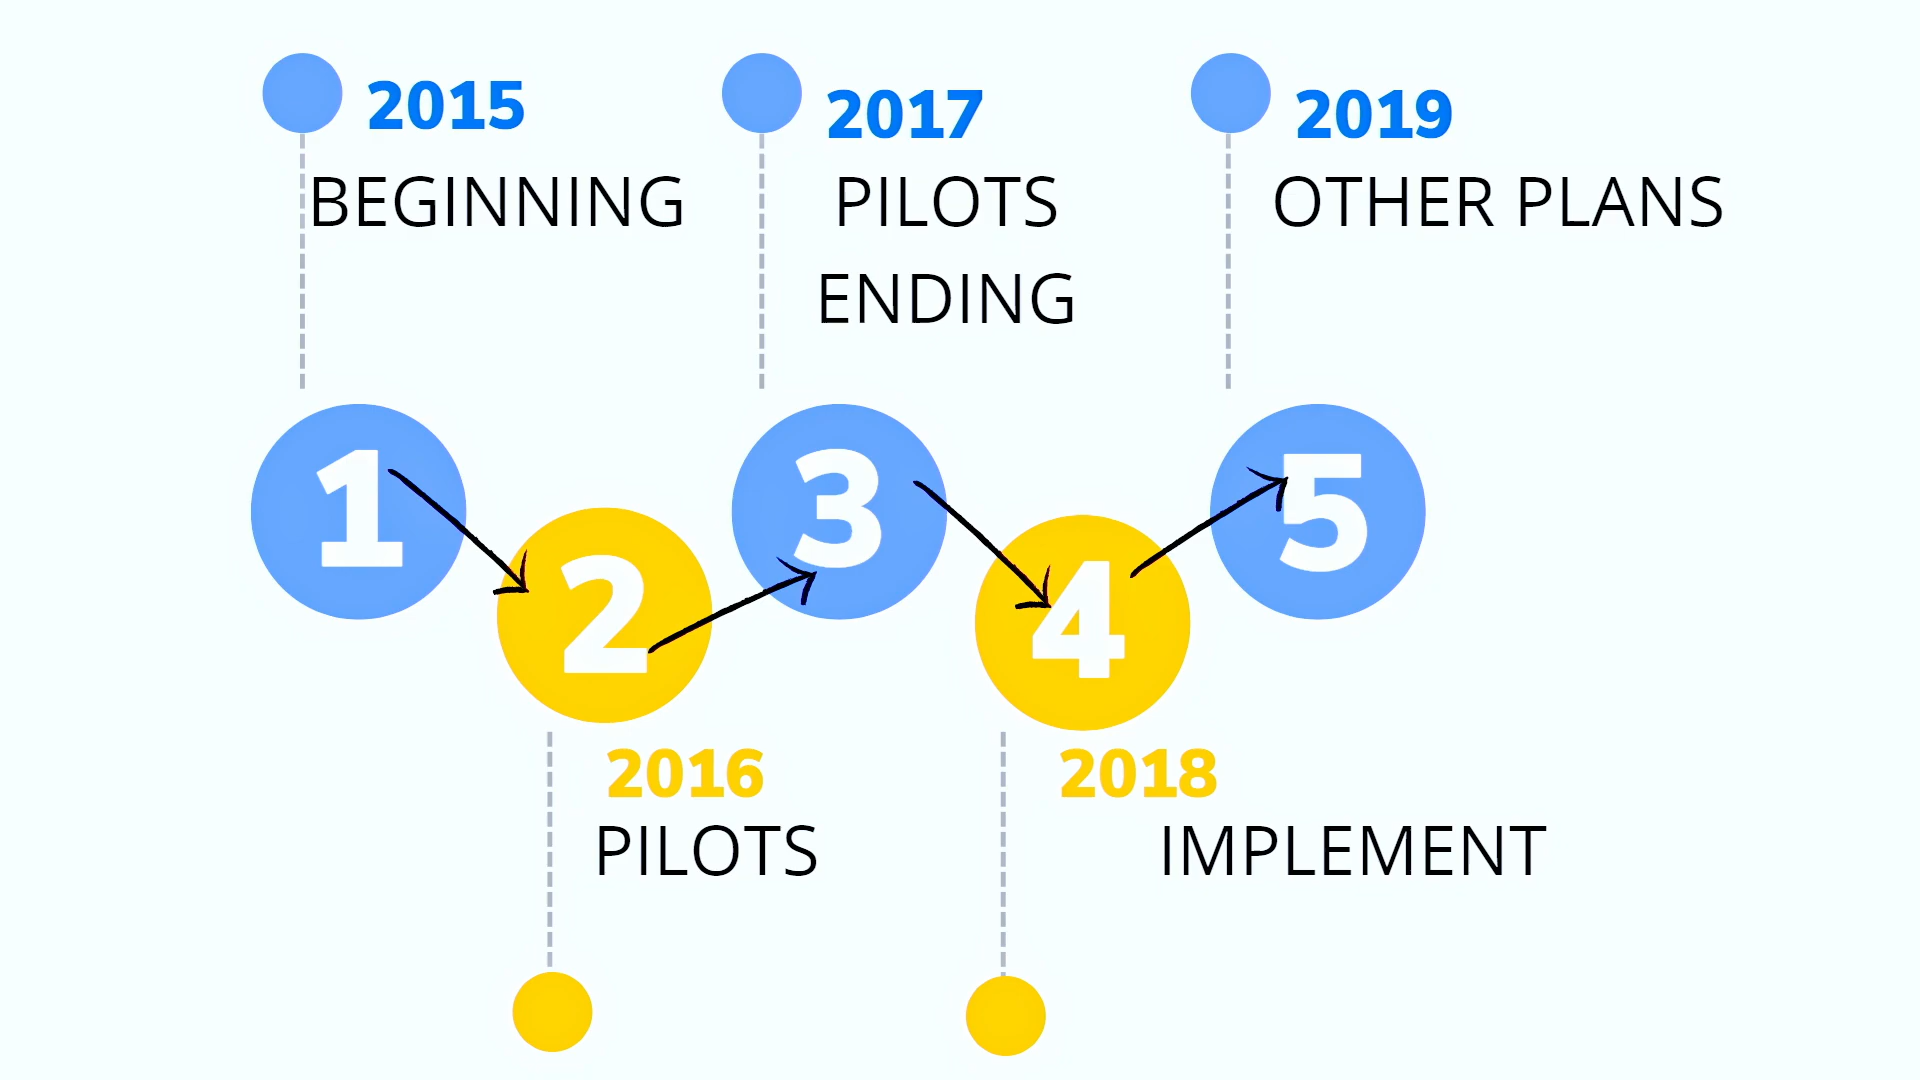 2015
BEGINNING
2017
PILOTS
ENDING
2019
OTHER PLANS
1
2
3
4
5
2016
PILOTS
2018
IMPLEMENT